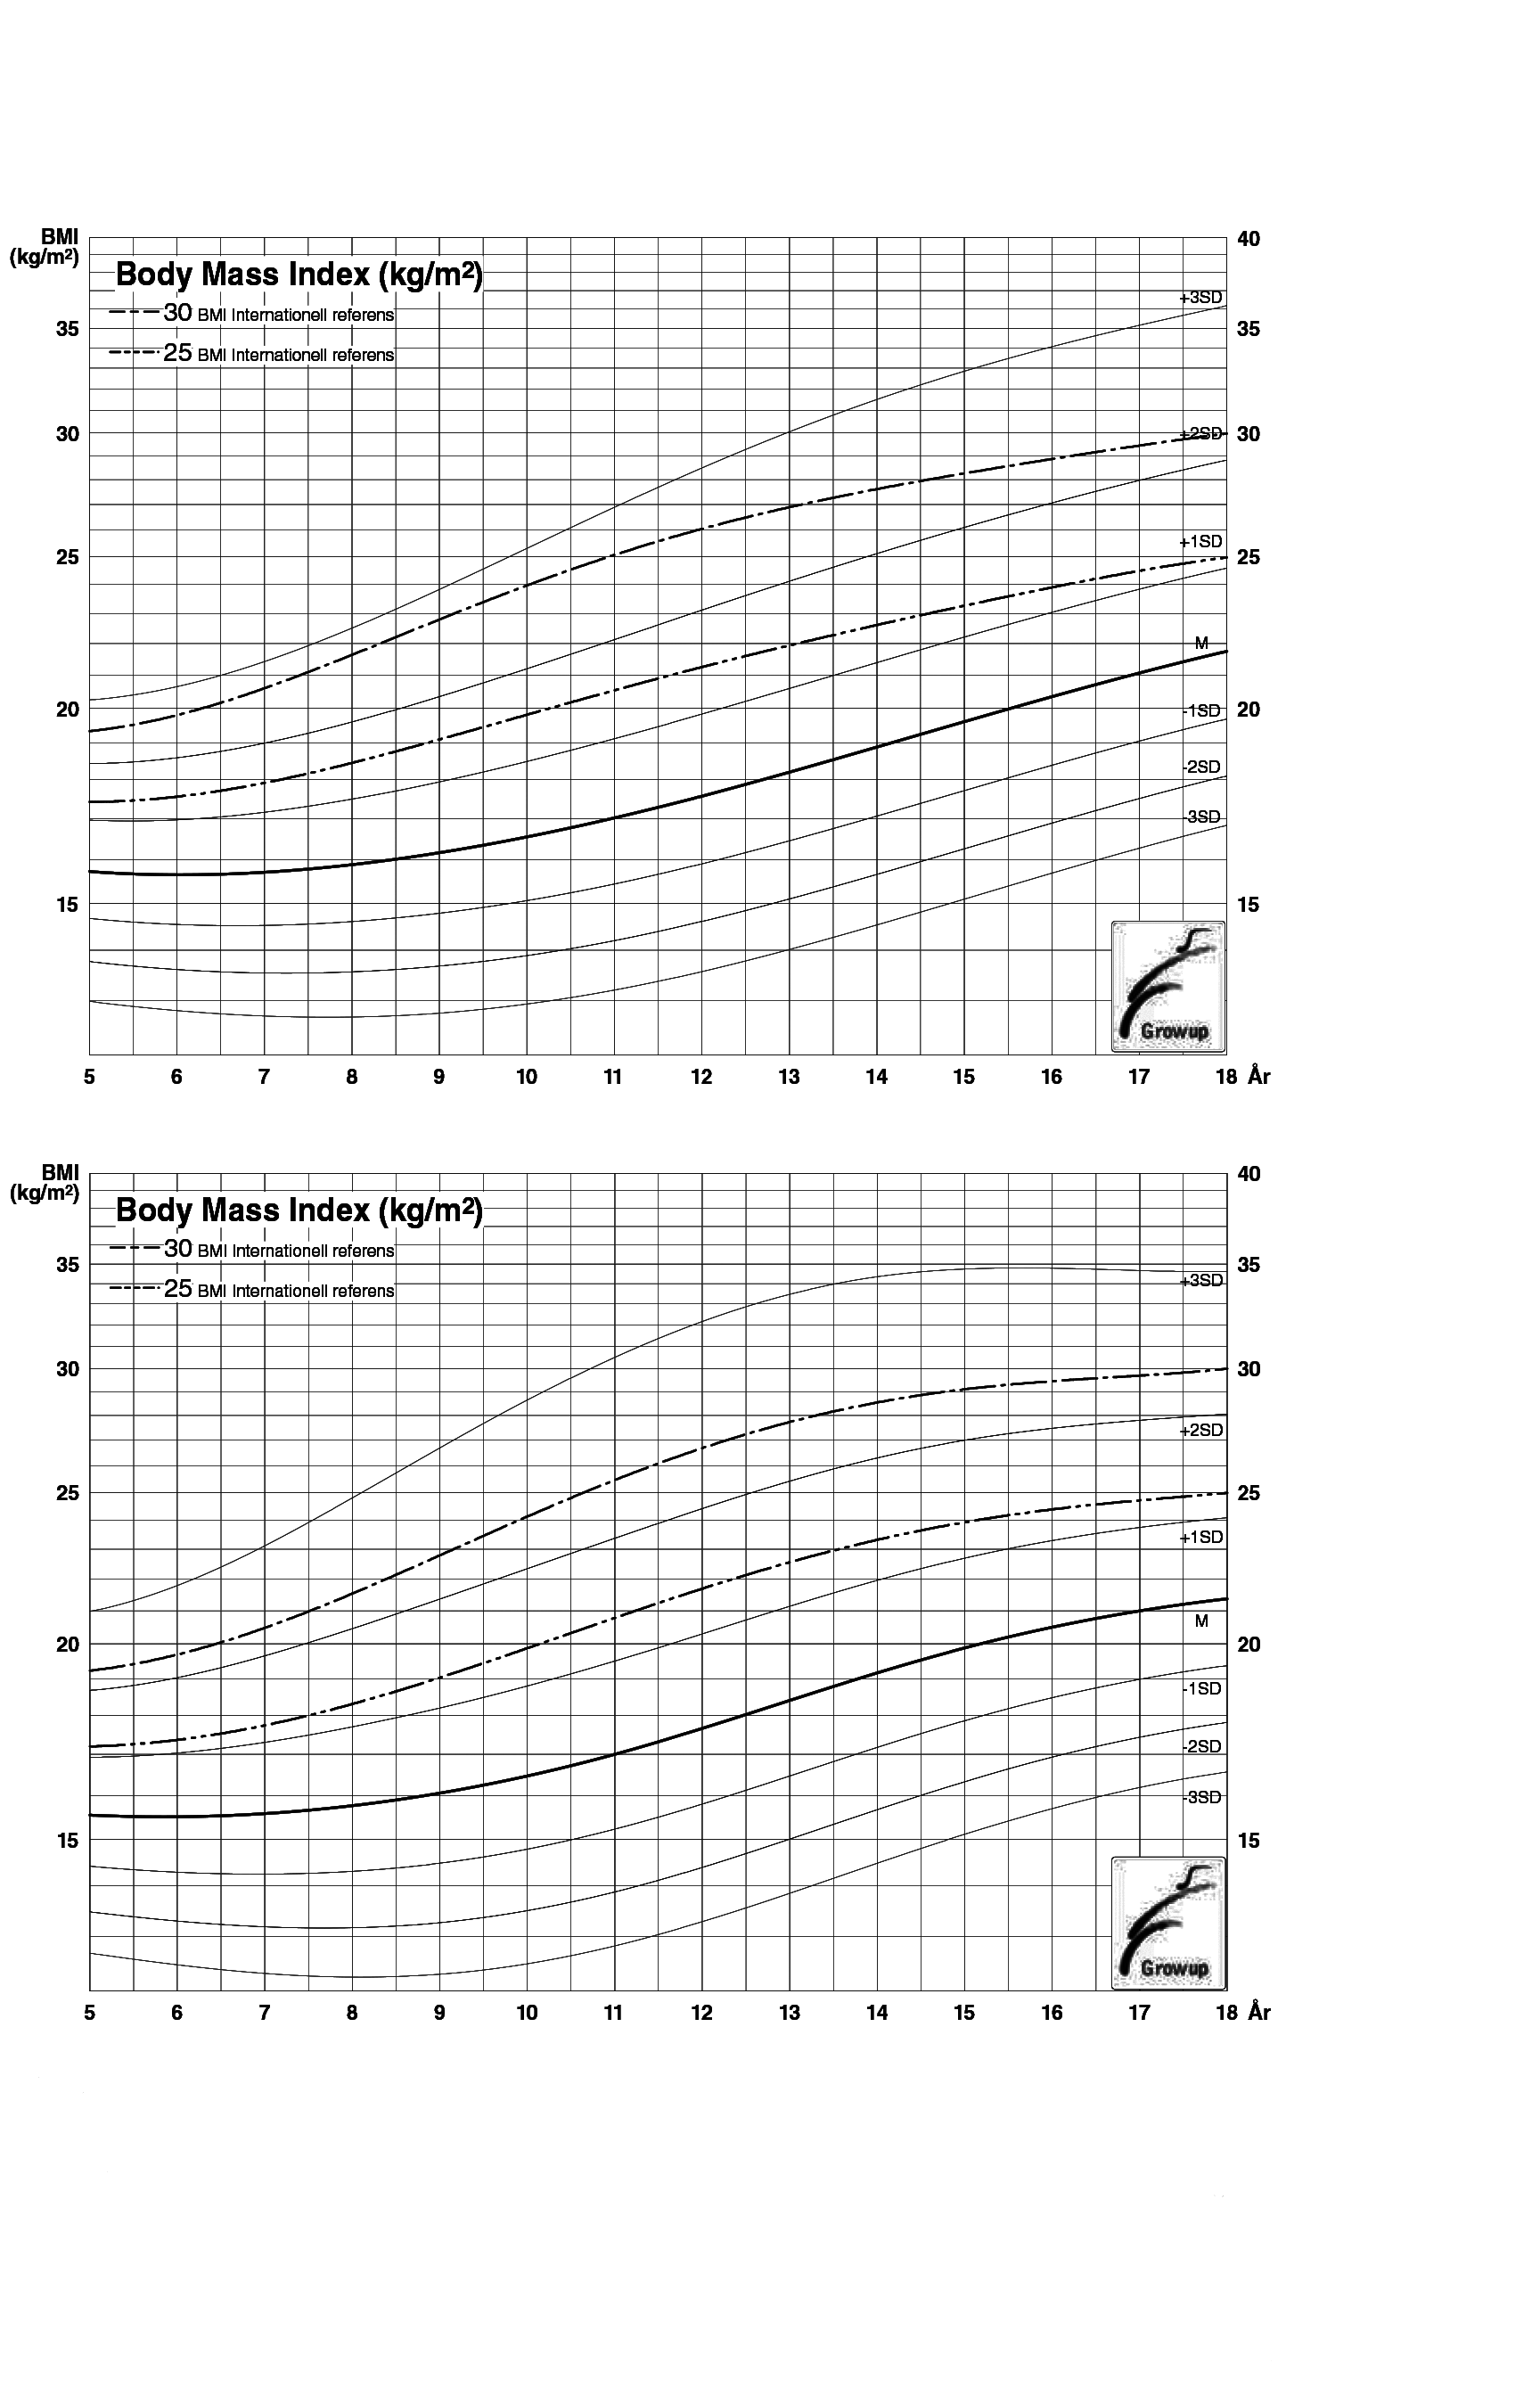 BMI
(kg/m²)
40
Body Mass Index (kg/m²)
+3SD
30 BMI Internationell referens
35
35
25 BMI Internationell referens
30
+2SD
30
+1SD
25
25
M
20
-1SD
20
-2SD
-3SD
15
15
Growup
5 6 7 8 9 10 11 12 13 14 15 16 17 18 År
BMI
(kg/m²)
40
Body Mass Index (kg/m²)
30 BMI Internationell referens
35
35
+3SD
25 BMI Internationell referens
30
30
+2SD
25
25
+1SD
M
20
20
-1SD
-2SD
-3SD
15
15
Growup
5 6 7 8 9 10 11 12 13 14 15 16 17 18 År